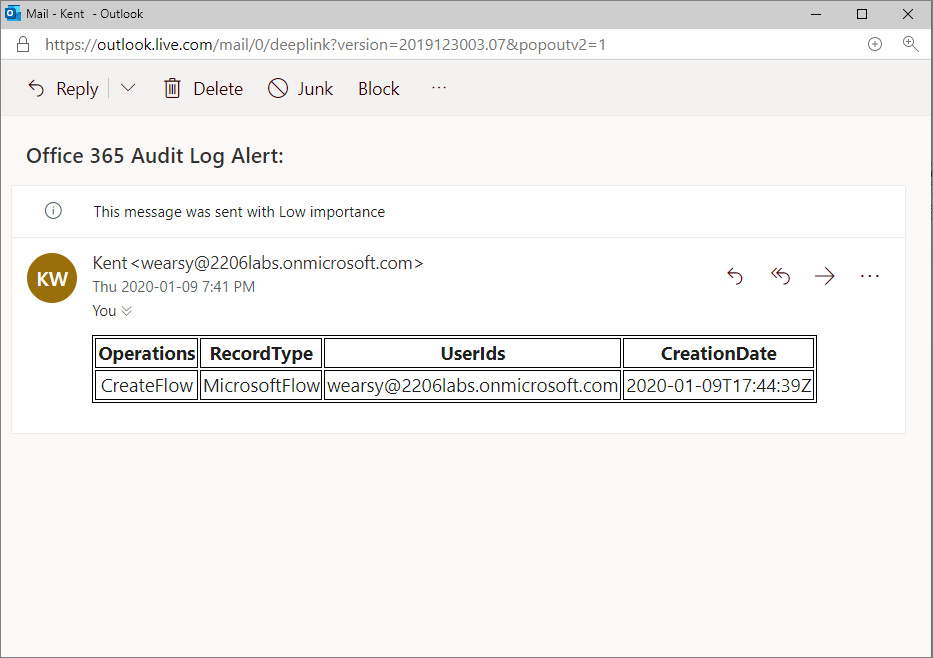 Mail - Kent - Outlook
https://outlook.live.com/mail/0/deeplink?version=2019123003.07&popoutv2=1
Reply Delete Junk Block ...
Office 365 Audit Log Alert:
This message was sent with Low importance
KW
Kent <wearsy@2206labs.onmicrosoft.com>
Thu 2020-01-09 7:41 PM
You
Operations RecordType UserIds CreationDate
CreateFlow MicrosoftFlow wearsy@2206labs.onmicrosoft.com 2020-01-09T17:44:39Z